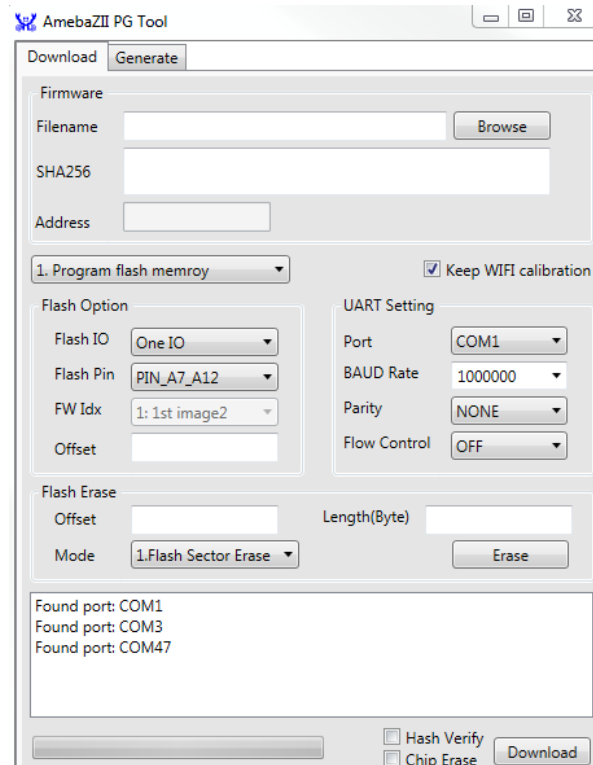 AmebaZII PG Tool
Download Generate
Firmware
Filename Browse
SHA256
Address
1. Program flash memroy Keep WIFI calibration
Flash Option UART Setting
Flash IO One IO Port COM1
Flash Pin PIN_A7_A12 BAUD Rate 1000000
FW Idx 1: 1st image2 Parity NONE
Offset Flow Control OFF
Flash Erase
Offset Length(Byte)
Mode 1.Flash Sector Erase Erase
Found port: COM1
Found port: COM3
Found port: COM47
Hash Verify
Chip Erase Download